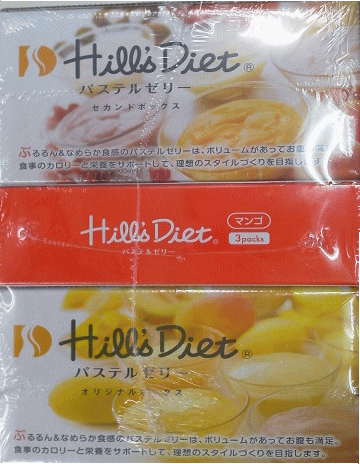 Hill's Diet®
パステルゼリー
セカンドボックス
ぷるるん&なめらか食感のパステルゼリーは、ボリュームがあってお腹も満足。
食事のカロリーと栄養をサポートして、理想のスタイルづくりを目指します。
Hill's Diet®
パステルゼリー
マンゴ
3packs
Hill's Diet®
パステルゼリー
オリジナルボックス
ぷるるん&なめらか食感のパステルゼリーは、ボリュームがあってお腹も満足。
食事のカロリーと栄養をサポートして、理想のスタイルづくりを目指します。